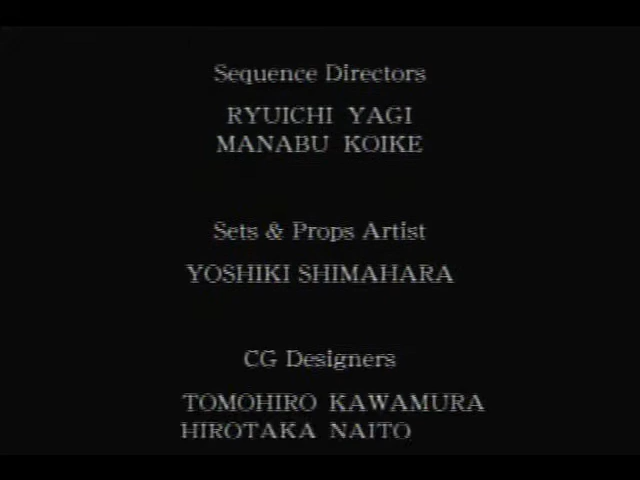 Sequence Directors
RYUICHI YAGI
MANABU KOIKE
Sets & Props Artist
YOSHIKI SHIMAHARA
CG Designers
TOMOHIRO KAWAMURA
HIROTAKA NAITO